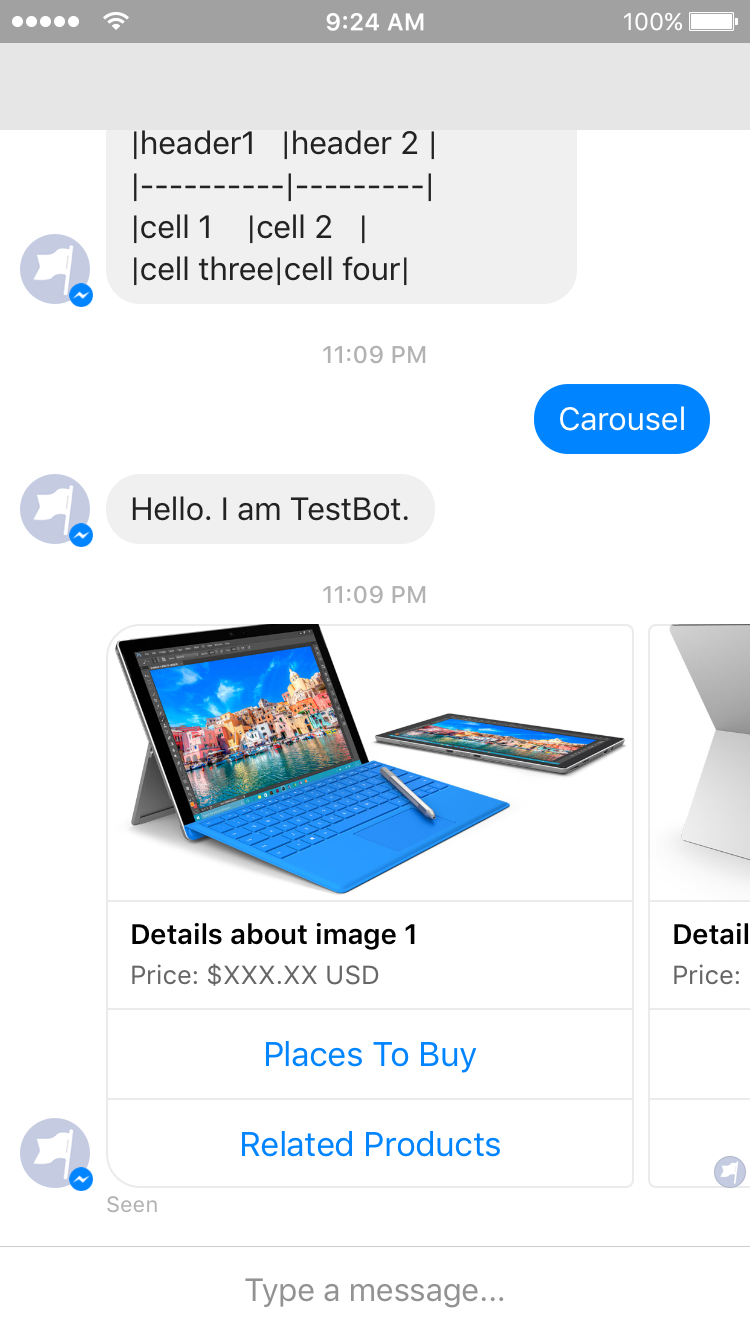 9:24 AM 100%
|header1 |header 2 |
|----------|---------|
|cell 1 |cell 2 |
|cell three|cell four|
11:09 PM
Carousel
Hello. I am TestBot.
11:09 PM
Details about image 1
Price: $XXX.XX USD
Detail
Price:
Places To Buy
Related Products
Seen
Type a message...